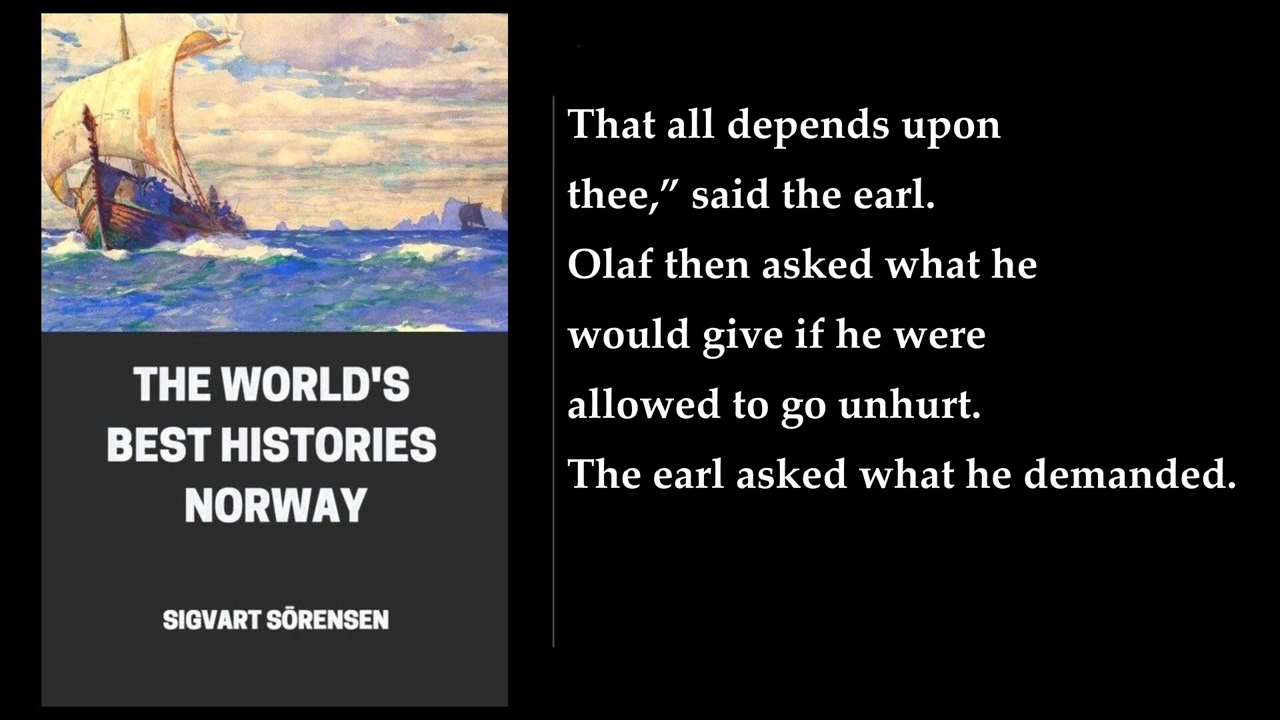 THE WORLD'S
BEST HISTORIES
NORWAY
SIGVART SÖRENSEN
That all depends upon
thee,” said the earl.
Olaf then asked what he
would give if he were
allowed to go unhurt.
The earl asked what he demanded.